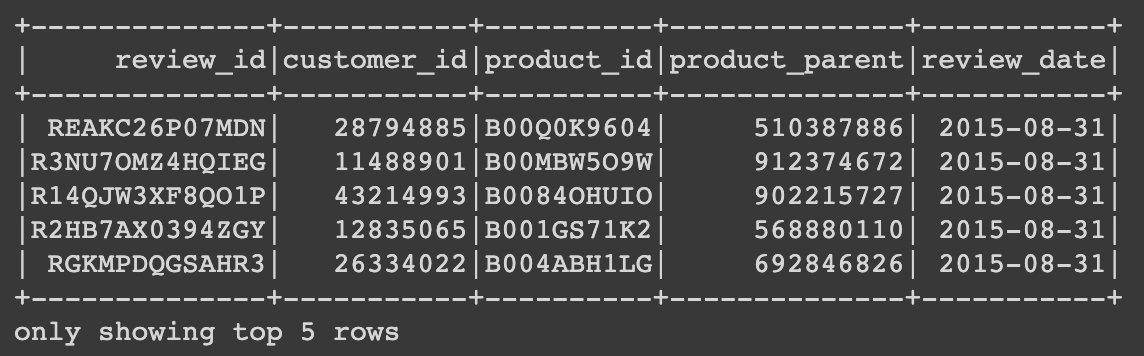 +--------------+-----------+----------+--------------+-----------+
|     review_id|customer_id|product_id|product_parent|review_date|
+--------------+-----------+----------+--------------+-----------+
| REAKC26P07MDN|   28794885|B00Q0K9604|     510387886| 2015-08-31|
|R3NU7OMZ4HQIEG|   11488901|B00MBW5O9W|     912374672| 2015-08-31|
|R14QJW3XF8QO1P|   43214993|B0084OHUIO|     902215727| 2015-08-31|
|R2HB7AX0394ZGY|   12835065|B001GS71K2|     568880110| 2015-08-31|
| RGKMPDQGSAHR3|   26334022|B004ABH1LG|     692846826| 2015-08-31|
+--------------+-----------+----------+--------------+-----------+
only showing top 5 rows